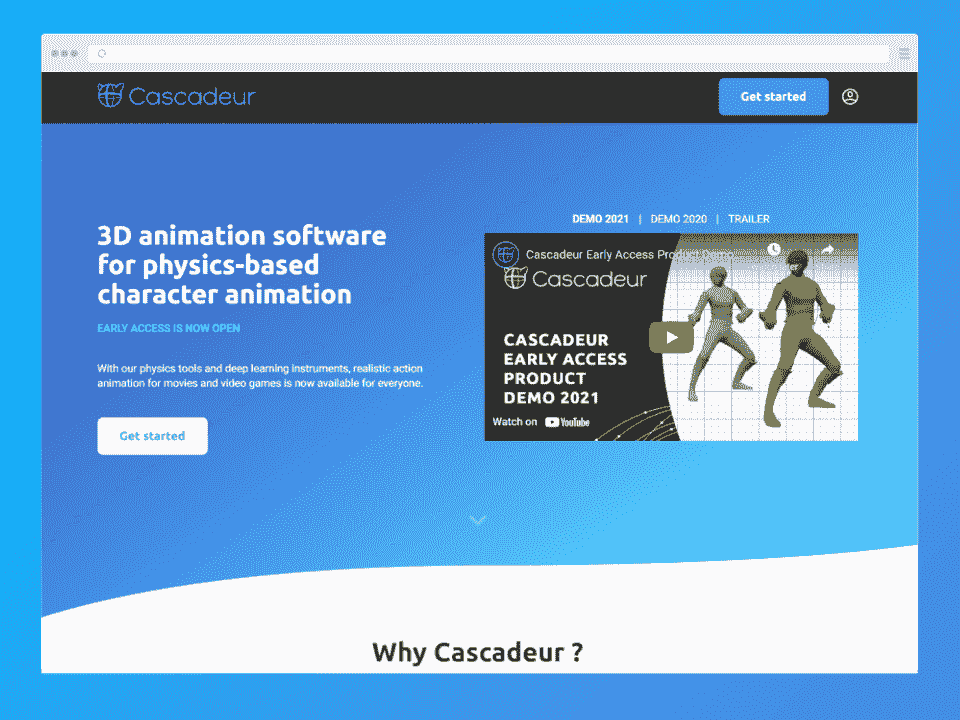 Cascadeur
Get started
3D animation software
for physics-based
character animation
EARLY ACCESS IS NOW OPEN
With our physics tools and deep learning instruments, realistic action
animation for movies and video games is now available for everyone.
Get started
DEMO 2021 | DEMO 2020 | TRAILER
Cascadeur Early Access Product Demo
Cascadeur
CASCADEUR
EARLY ACCESS
PRODUCT
DEMO 2021
Watch on YouTube
Why Cascadeur ?